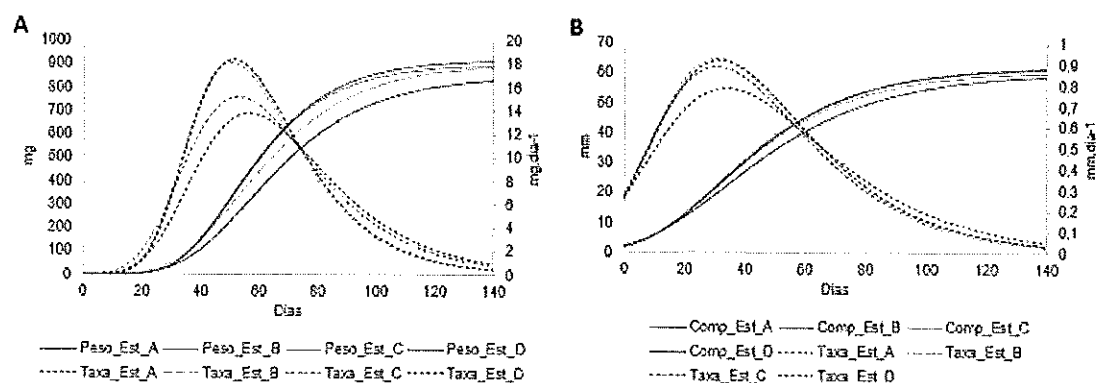 A
1000
900
800
700
600
500
400
300
200
100
0
mg
20
18
16
14
12
10
8
6
4
2
0
mg.dia-1
0 20 40 60 80 100 120 140
Dias
Peso_Est_A Peso_Est_B Peso_Est_C Peso_Est_D
Taxa_Est_A Taxa_Est_B Taxa_Est_C Taxa_Est_D
B
70
60
50
40
30
20
10
0
mm
1
0,9
0,8
0,7
0,6
0,5
0,4
0,3
0,2
0,1
0
mm.dia-1
0 20 40 60 80 100 120 140
Dias
Comp_Est_A Comp_Est_B Comp_Est_C
Comp_Est_D Taxa_Est_A Taxa_Est_B
Taxa_Est_C Taxa_Est_D